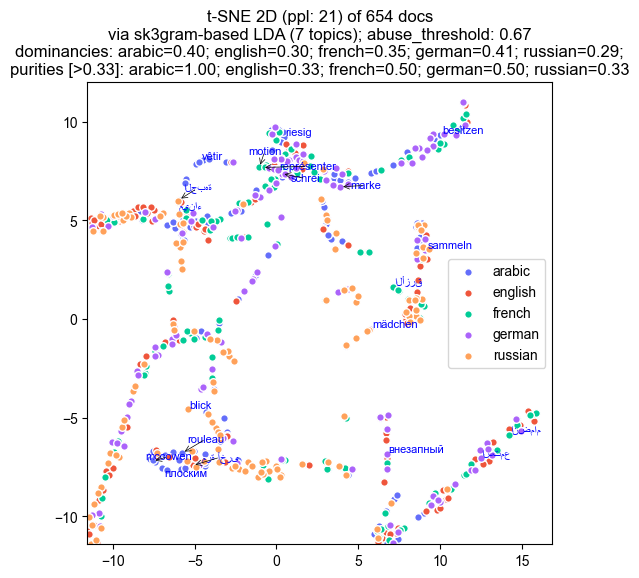 t-SNE 2D (ppl: 21) of 654 docs
via sk3gram-based LDA (7 topics); abuse_threshold: 0.67
dominancies: arabic=0.40; english=0.30; french=0.35; german=0.41; russian=0.29;
purities [>0.33]: arabic=1.00; english=0.33; french=0.50; german=0.50; russian=0.33
10
5
0
−5
−10
−10
−5
0
5
10
15
riesig
besitzen
motion
vêtir
représenter
schrei
marke
sammeln
mädchen
blick
rouleau
mcgowen
плоским
внезапный
arabic
english
french
german
russian